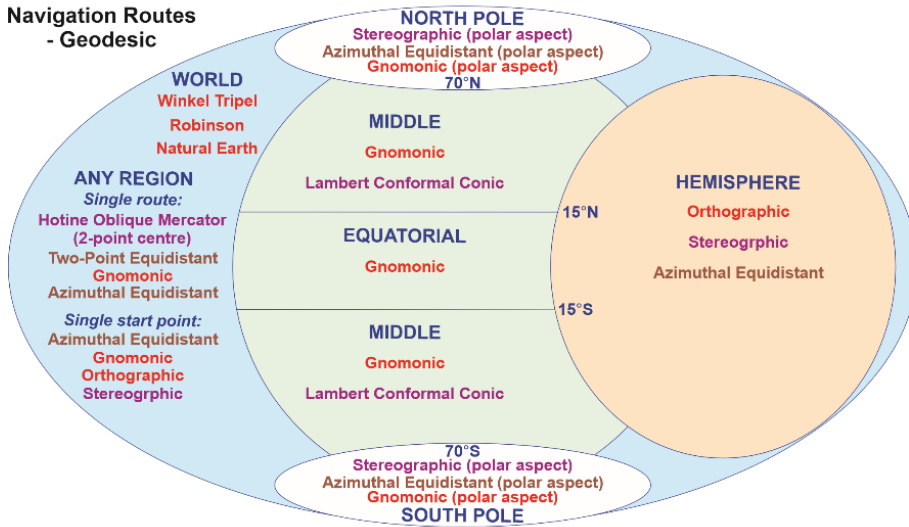 Navigation Routes
- Geodesic
NORTH POLE
Stereographic (polar aspect)
Azimuthal Equidistant (polar aspect)
Gnomonic (polar aspect)
70°N
WORLD
Winkel Tripel
Robinson
Natural Earth
ANY REGION
Single route:
Hotine Oblique Mercator
(2-point centre)
Two-Point Equidistant
Gnomonic
Azimuthal Equidistant
Single start point:
Azimuthal Equidistant
Gnomonic
Orthographic
Stereogrphic
MIDDLE
Gnomonic
Lambert Conformal Conic
15°N
EQUATORIAL
Gnomonic
15°S
MIDDLE
Gnomonic
Lambert Conformal Conic
HEMISPHERE
Orthographic
Stereogrphic
Azimuthal Equidistant
70°S
Stereographic (polar aspect)
Azimuthal Equidistant (polar aspect)
Gnomonic (polar aspect)
SOUTH POLE